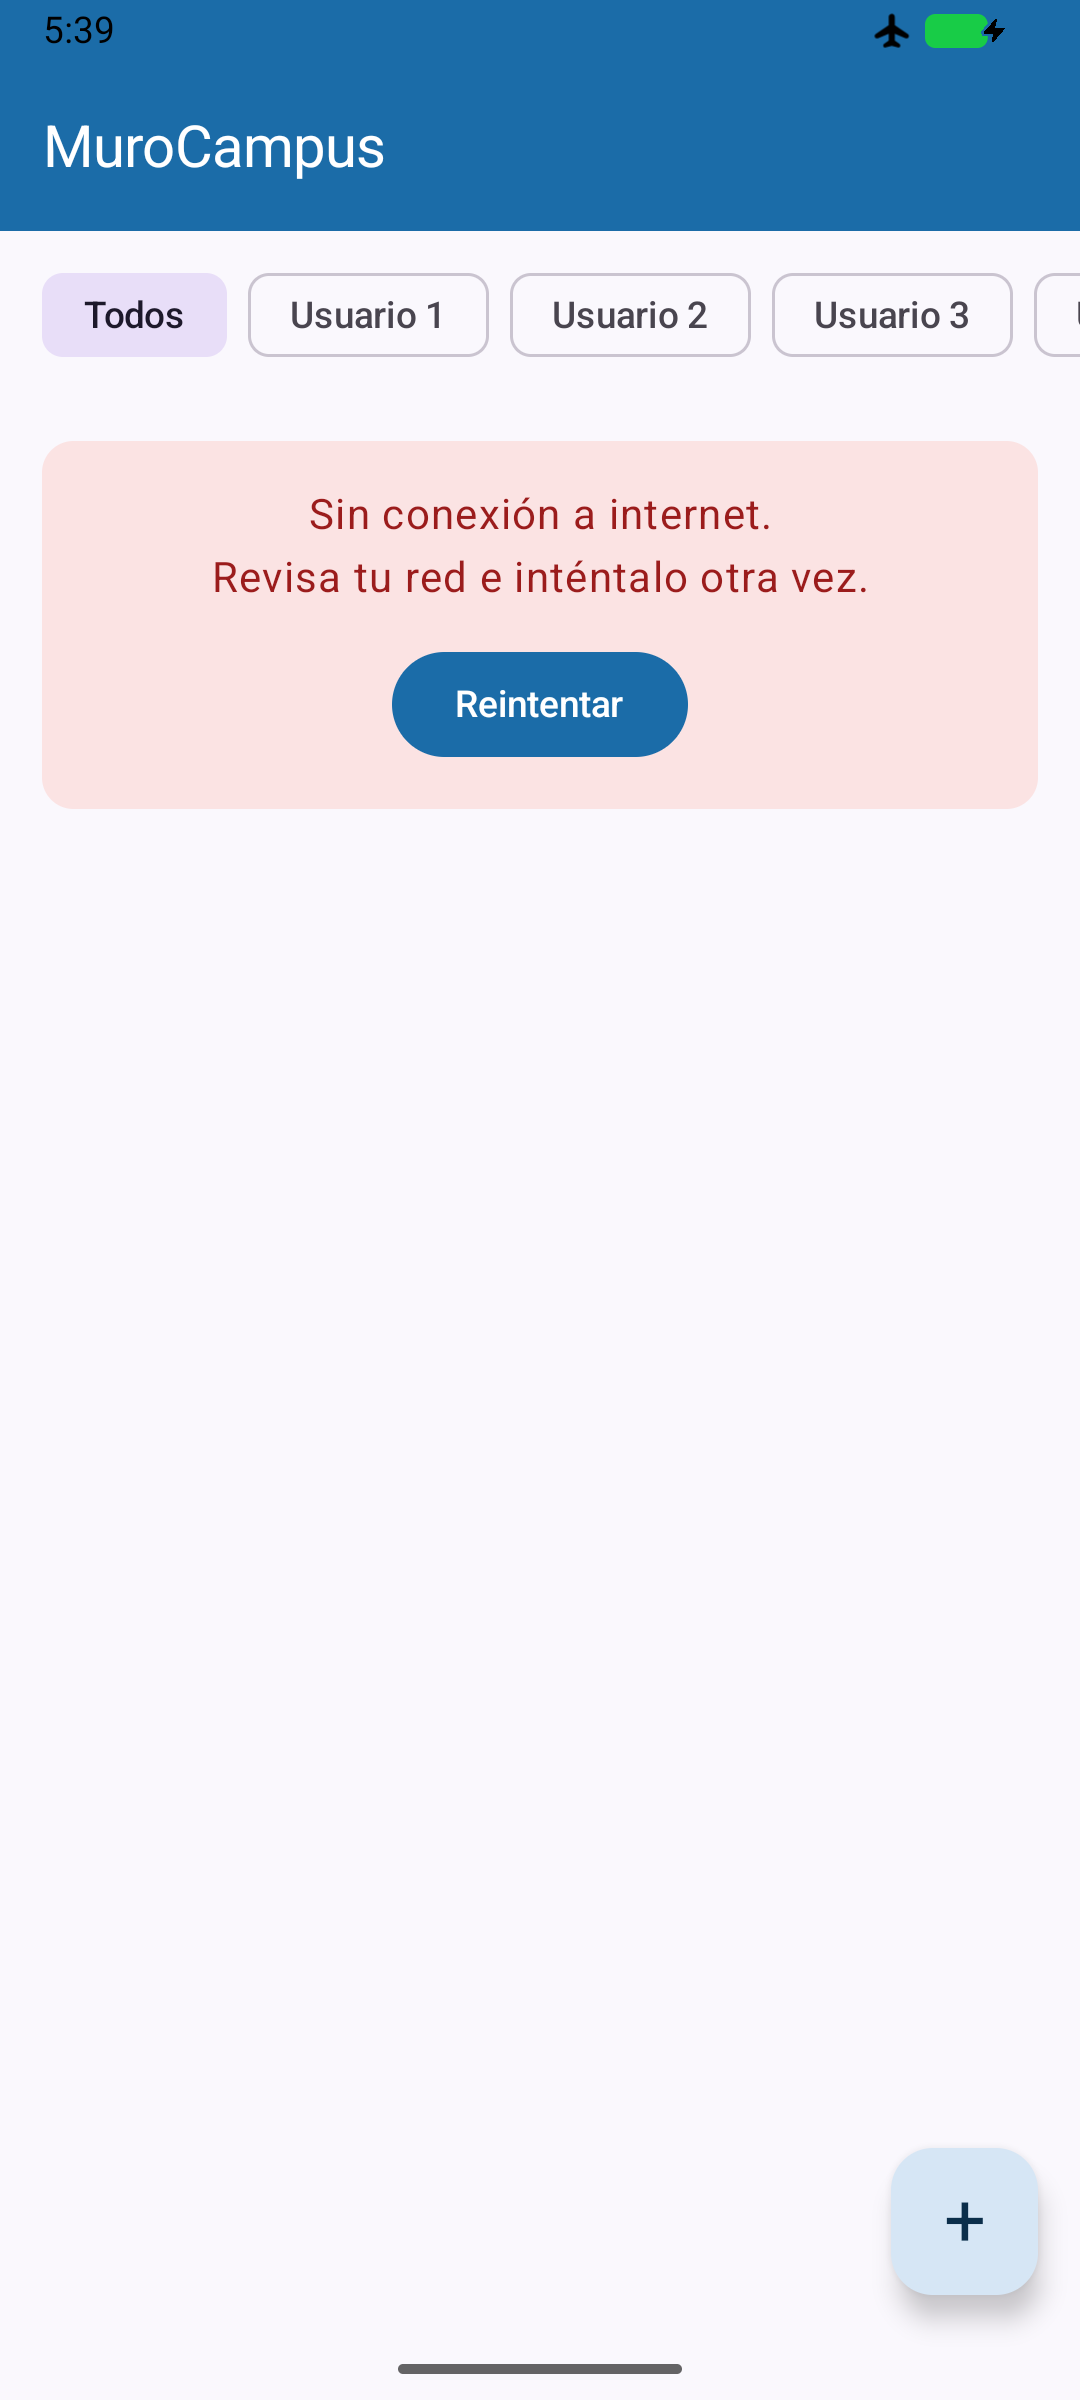 5:39
MuroCampus
Todos
Usuario 1
Usuario 2
Usuario 3
Sin conexión a internet.
Revisa tu red e inténtalo otra vez.
Reintentar
+